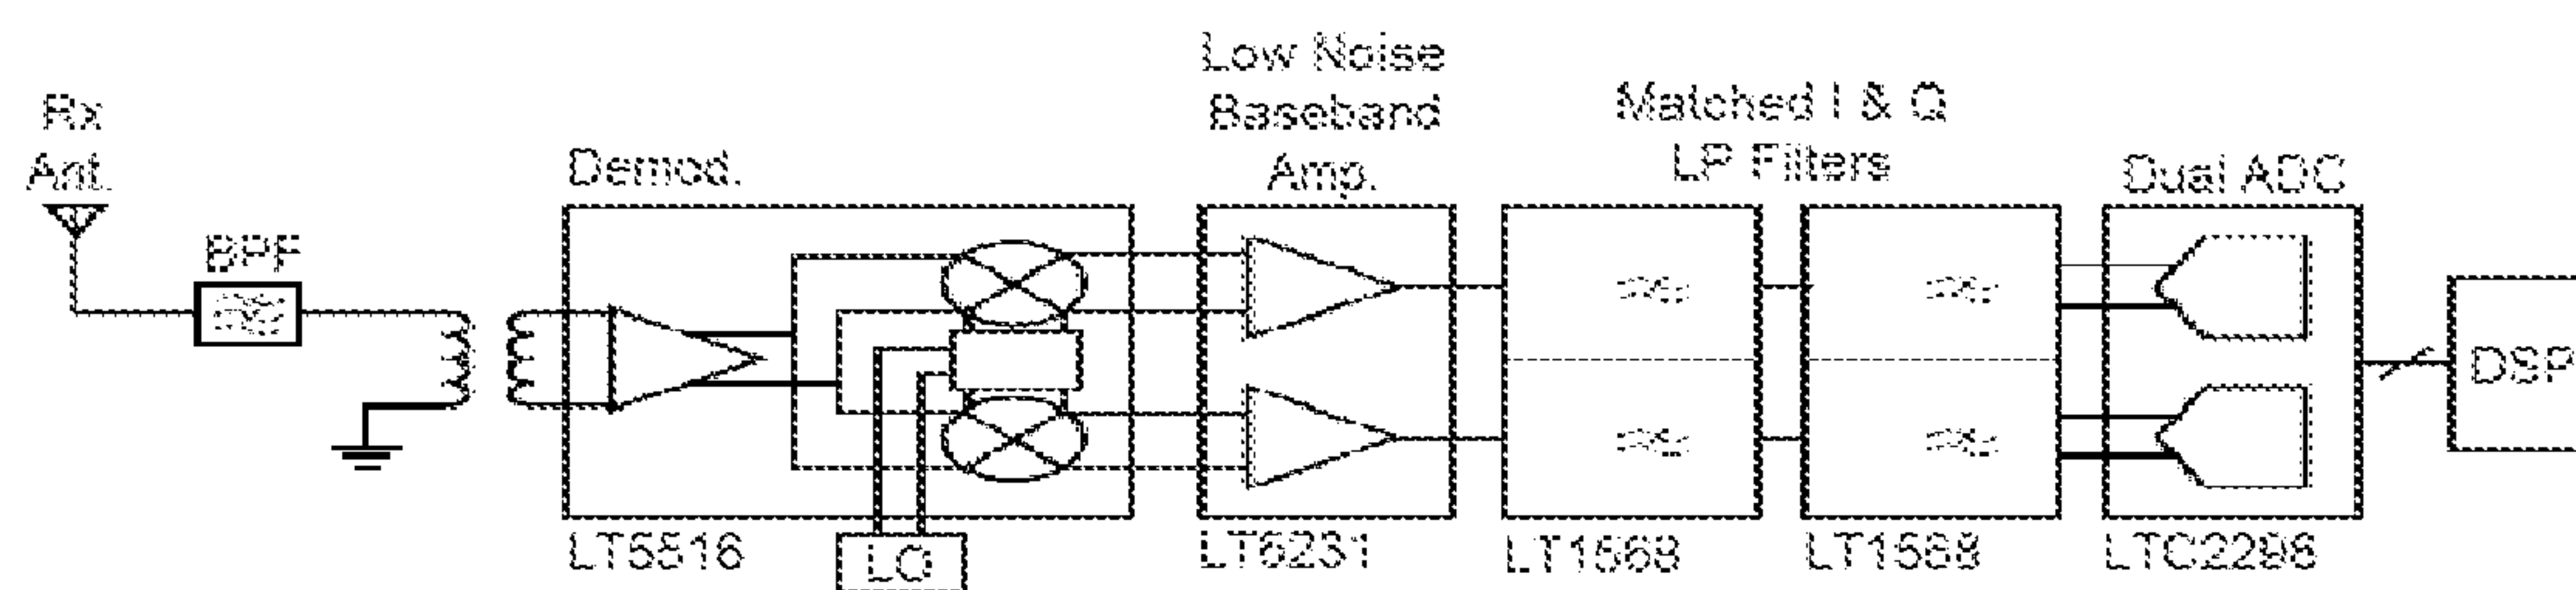 Rx
Ant.
BPF
Demod.
LT5516
LO
Low Noise
Baseband
Amp.
LT6231
Matched I & Q
LP Filters
LT1568
LT1568
Dual ADC
LTC2298
DSP